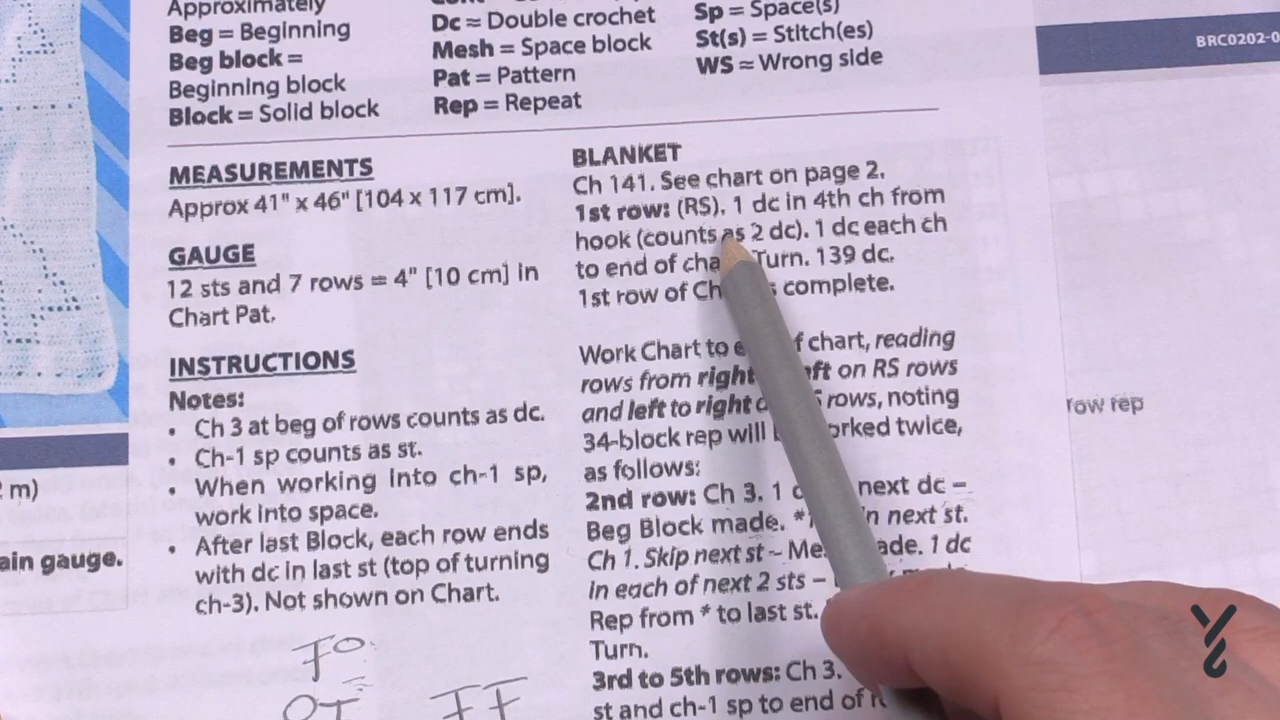 Approximately
Beg = Beginning
Beg block =
Beginning block
Block = Solid block
Dc = Double crochet
Mesh = Space block
Pat = Pattern
Rep = Repeat
Sp = Space(s)
St(s) = Stitch(es)
WS = Wrong side
BRC0202-0
MEASUREMENTS
Approx 41" x 46" [104 x 117 cm].
GAUGE
12 sts and 7 rows = 4" [10 cm] in
Chart Pat.
INSTRUCTIONS
Notes:
• Ch 3 at beg of rows counts as dc.
• Ch-1 sp counts as st.
• When working into ch-1 sp,
work into space.
• After last Block, each row ends
with dc in last st (top of turning
ch-3). Not shown on Chart.
BLANKET
Ch 141. See chart on page 2.
1st row: (RS). 1 dc in 4th ch from
hook (counts as 2 dc). 1 dc each ch
to end of Turn. 139 dc.
1st row of complete.
Work Chart to of chart, reading
rows from right on RS rows
and left to right rows, noting
34-block rep will twice,
as follows:
2nd row: Ch 3. 1 next dc –
Beg Block made. * in next st.
Ch 1. Skip next st – 1 dc
in each of next 2 sts –
Rep from * to last st.
Turn.
3rd to 5th rows: Ch 3.
st and ch-1 sp to end of
m)
ain gauge.
row rep